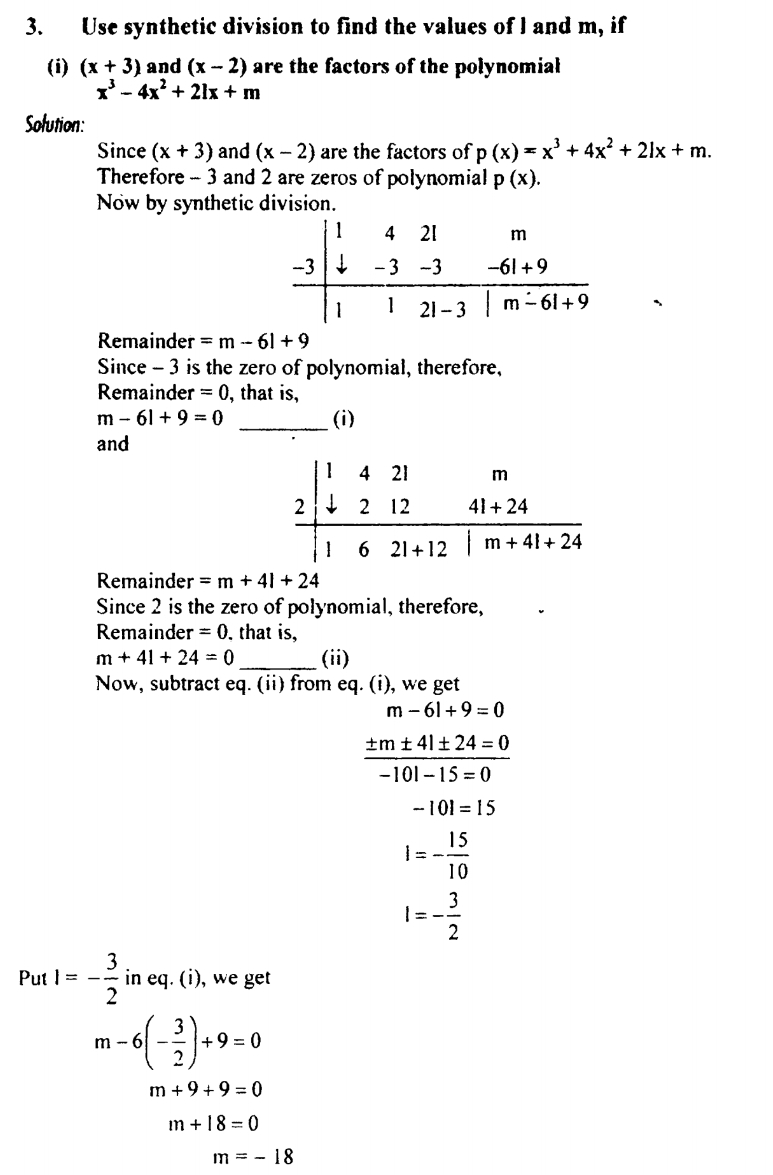 3. Use synthetic division to find the values of l and m, if
(i) (x + 3) and (x – 2) are the factors of the polynomial
x³ – 4x² + 2lx + m
Solution:
Since (x + 3) and (x – 2) are the factors of p (x) = x³ + 4x² + 2lx + m.
Therefore – 3 and 2 are zeros of polynomial p (x).
Now by synthetic division.
1 4 2l m
–3 ↓ – 3 –3 –6l + 9
1 1 2l – 3 | m – 6l + 9
Remainder = m – 6l + 9
Since – 3 is the zero of polynomial, therefore,
Remainder = 0, that is,
m – 6l + 9 = 0 ________ (i)
and
1 4 2l m
2 ↓ 2 12 4l + 24
1 6 2l + 12 | m + 4l + 24
Remainder = m + 4l + 24
Since 2 is the zero of polynomial, therefore,
Remainder = 0. that is,
m + 4l + 24 = 0 _______ (ii)
Now, subtract eq. (ii) from eq. (i), we get
m – 6l + 9 = 0
±m ± 4l ± 24 = 0
–10l – 15 = 0
–10l = 15
l = –15/10
l = –3/2
Put l = –3/2 in eq. (i), we get
m – 6(–3/2) + 9 = 0
m + 9 + 9 = 0
m + 18 = 0
m = – 18